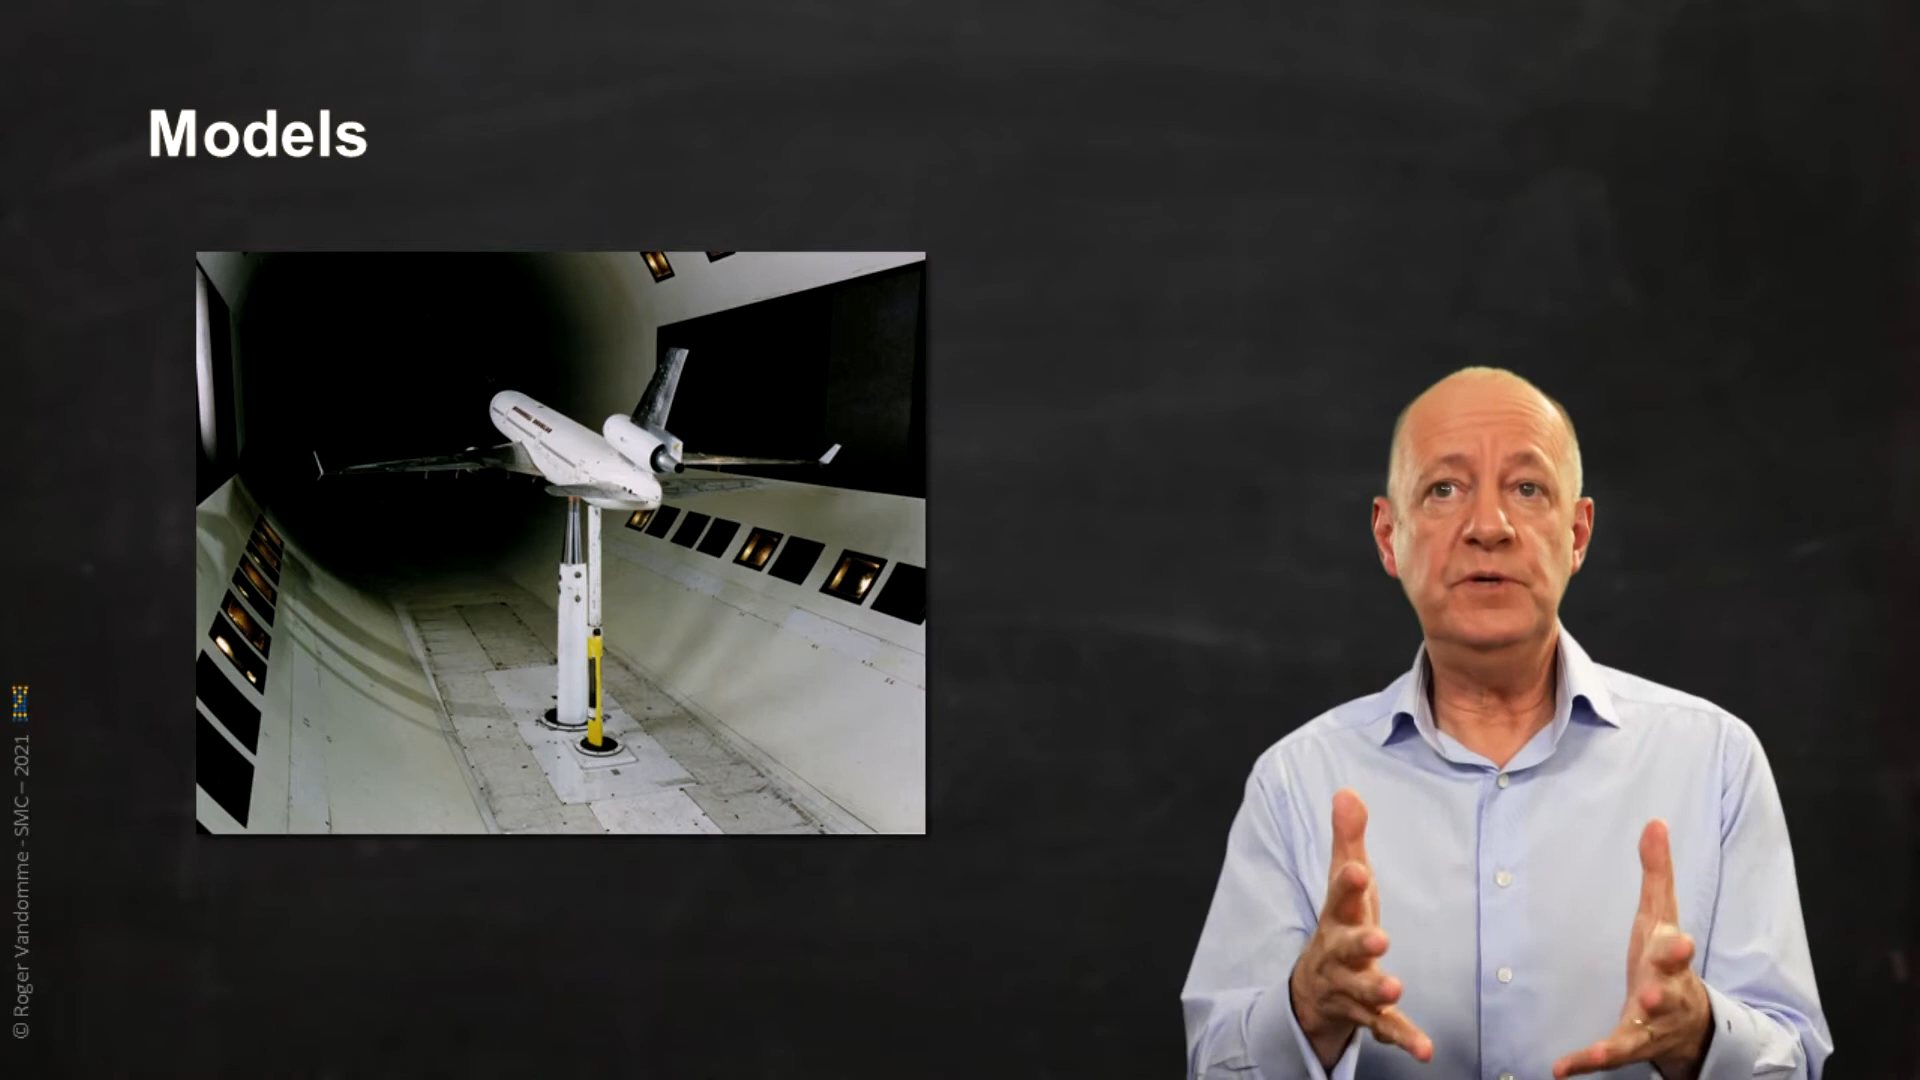 Models
© Roger Vandomme - SMC – 2021